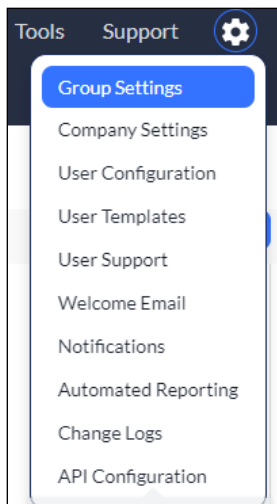 Tools Support
Group Settings
Company Settings
User Configuration
User Templates
User Support
Welcome Email
Notifications
Automated Reporting
Change Logs
API Configuration